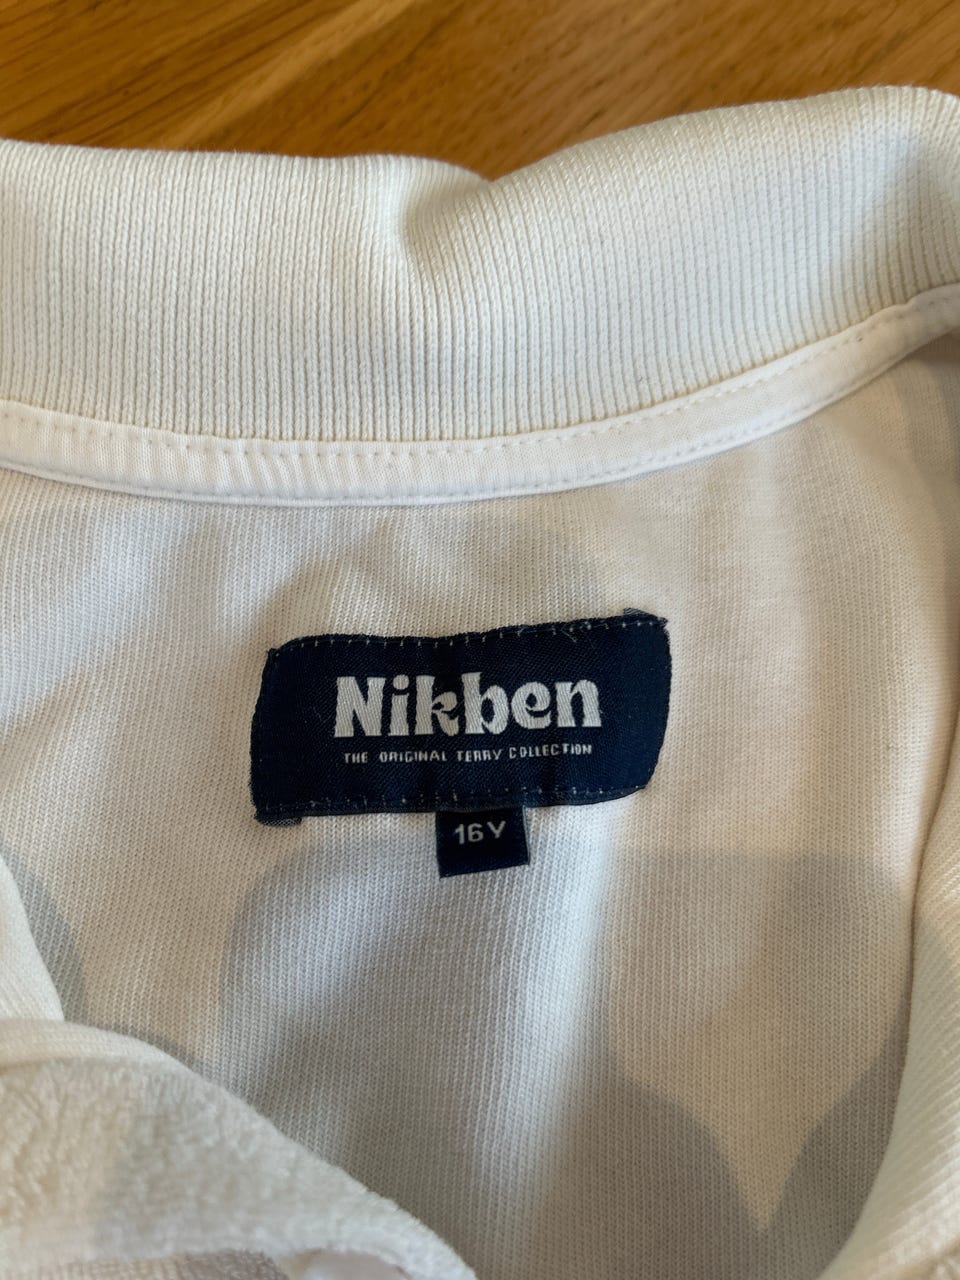 Nikben
THE ORIGINAL TERRY COLLECTION
16Y